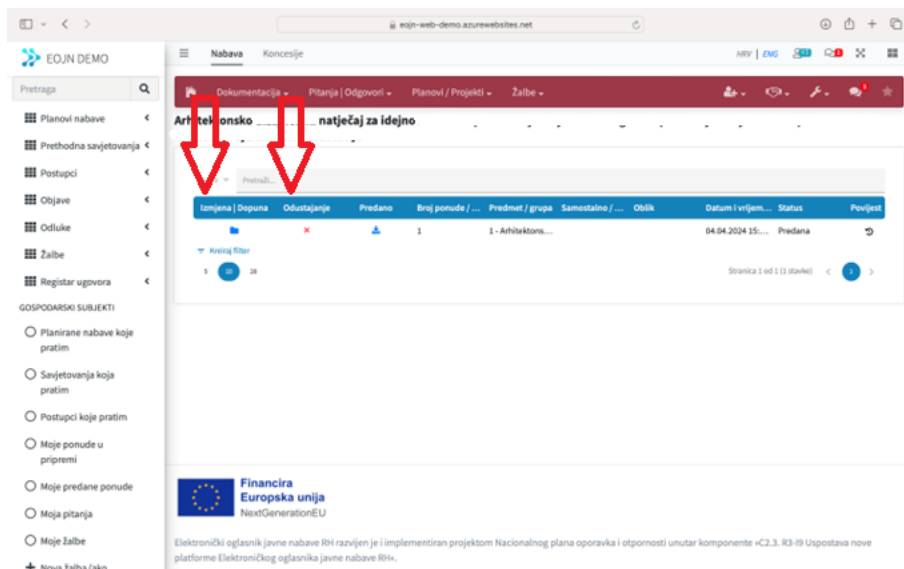 eojn-web-demo.azurewebsites.net
EOJN DEMO
Nabava Koncesije
HRV | ENG
Pretraga
Dokumentacija Pitanja | Odgovori Planovi / Projekti Žalbe
Planovi nabave
Prethodna savjetovanja
Postupci
Objave
Odluke
Žalbe
Registar ugovora
GOSPODARSKI SUBJEKTI
Planirane nabave koje
pratim
Savjetovanja koja
pratim
Postupci koje pratim
Moje ponude u
pripremi
Moje predane ponude
Moja pitanja
Moje žalbe
Nova žalba (ako
natječaj za idejno
Pretraži...
Izmjena | Dopuna Odustajanje Predano Broj ponude / ... Predmet / grupa Samostalno / ... Oblik Datum i vrijem... Status Povijest
1 1 - Arhitektons... 04.04.2024 15:... Predana
Kreiraj filter
5 10 20
Stranica 1 od 1 (1 stavke) 1
Financira
Europska unija
NextGenerationEU
Elektronički oglasnik javne nabave RH razvijen je i implementiran projektom Nacionalnog plana oporavka i otpornosti unutar komponente »C2.3. R3-I9 Uspostava nove
platforme Elektroničkog oglasnika javne nabave RH«.